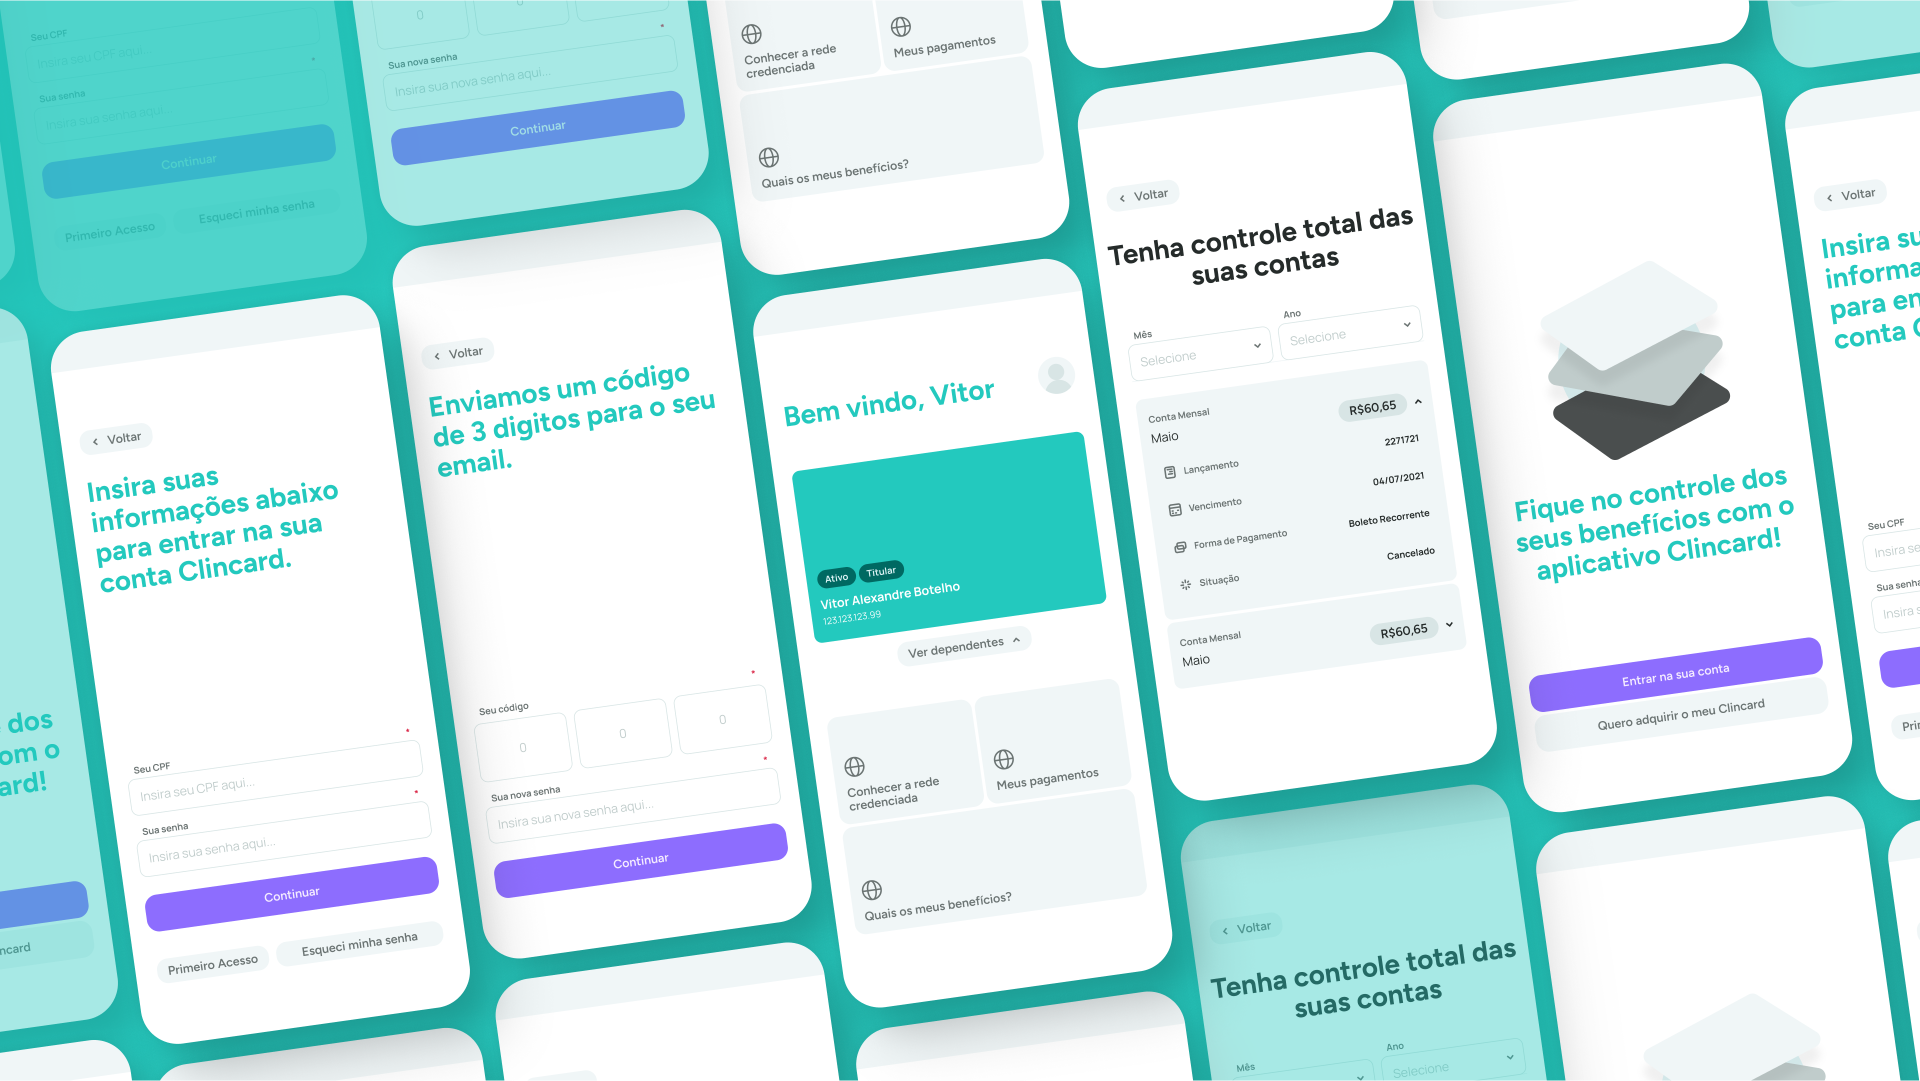 Seu CPF
Insira seu CPF aqui...
Sua senha
Insira sua senha aqui...
Continuar
Primeiro Acesso
Esqueci minha senha
0
0
Sua nova senha
Insira sua nova senha aqui...
Continuar
Conhecer a rede
credenciada
Meus pagamentos
Quais os meus benefícios?
dos
om o
ard!
ncard
Voltar
Insira suas
informações abaixo
para entrar na sua
conta Clincard.
Seu CPF
*
Insira seu CPF aqui...
Sua senha
*
Insira sua senha aqui...
Continuar
Primeiro Acesso
Esqueci minha senha
Voltar
Enviamos um código
de 3 digitos para o seu
email.
Seu código
*
0
0
0
Sua nova senha
*
Insira sua nova senha aqui...
Continuar
Bem vindo, Vitor
Ativo
Titular
Vitor Alexandre Botelho
123.123.123.99
Ver dependentes
Conhecer a rede
credenciada
Meus pagamentos
Quais os meus benefícios?
Voltar
Tenha controle total das
suas contas
Mês
Selecione
Ano
Selecione
Conta Mensal
Maio
R$60,65
Lançamento
2271721
Vencimento
04/07/2021
Forma de Pagamento
Boleto Recorrente
Situação
Cancelado
Conta Mensal
Maio
R$60,65
Voltar
Tenha controle total das
suas contas
Mês
Ano
Selecione
Fique no controle dos
seus benefícios com o
aplicativo Clincard!
Entrar na sua conta
Quero adquirir o meu Clincard
Voltar
Insira su
informa
para en
conta C
Seu CPF
Insira se
Sua senha
Insira s
Prin